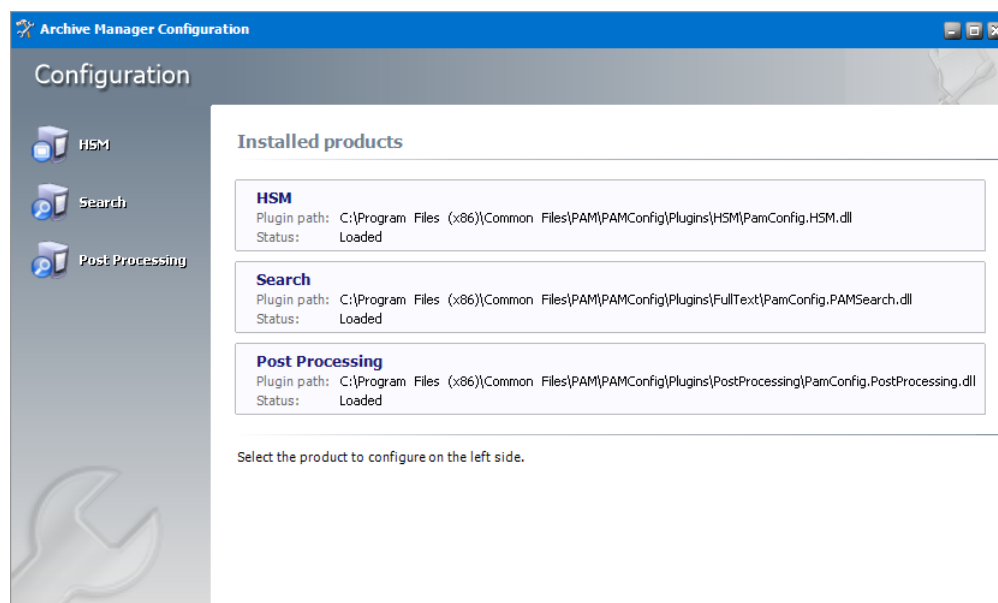 Archive Manager Configuration
Configuration
HSM
Search
Post Processing
Installed products
HSM
Plugin path: C:\Program Files (x86)\Common Files\PAM\PAMConfig\Plugins\HSM\PamConfig.HSM.dll
Status: Loaded
Search
Plugin path: C:\Program Files (x86)\Common Files\PAM\PAMConfig\Plugins\FullText\PamConfig.PAMSearch.dll
Status: Loaded
Post Processing
Plugin path: C:\Program Files (x86)\Common Files\PAM\PAMConfig\Plugins\PostProcessing\PamConfig.PostProcessing.dll
Status: Loaded
Select the product to configure on the left side.